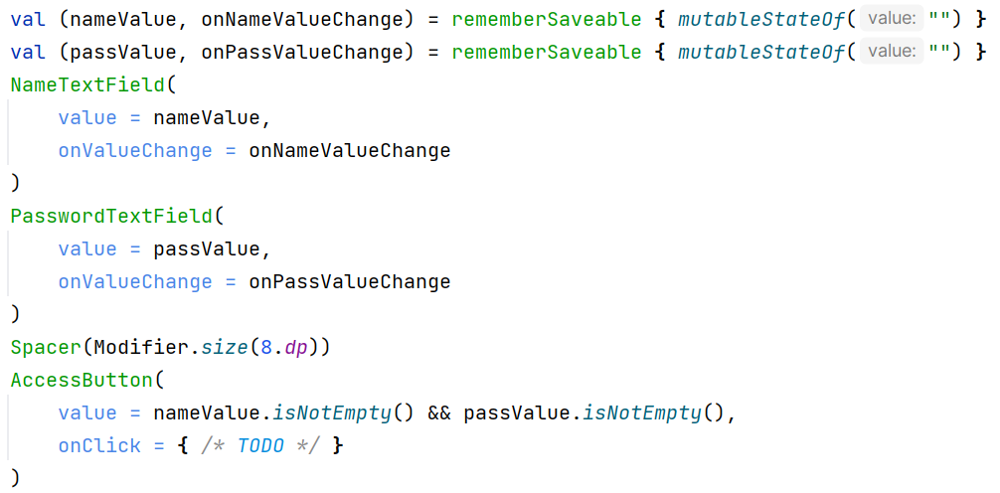 val (nameValue, onNameValueChange) = rememberSaveable { mutableStateOf( value: "") }
val (passValue, onPassValueChange) = rememberSaveable { mutableStateOf( value: "") }
NameTextField(
    value = nameValue,
    onValueChange = onNameValueChange
)
PasswordTextField(
    value = passValue,
    onValueChange = onPassValueChange
)
Spacer(Modifier.size(8.dp))
AccessButton(
    value = nameValue.isNotEmpty() && passValue.isNotEmpty(),
    onClick = { /* TODO */ }
)